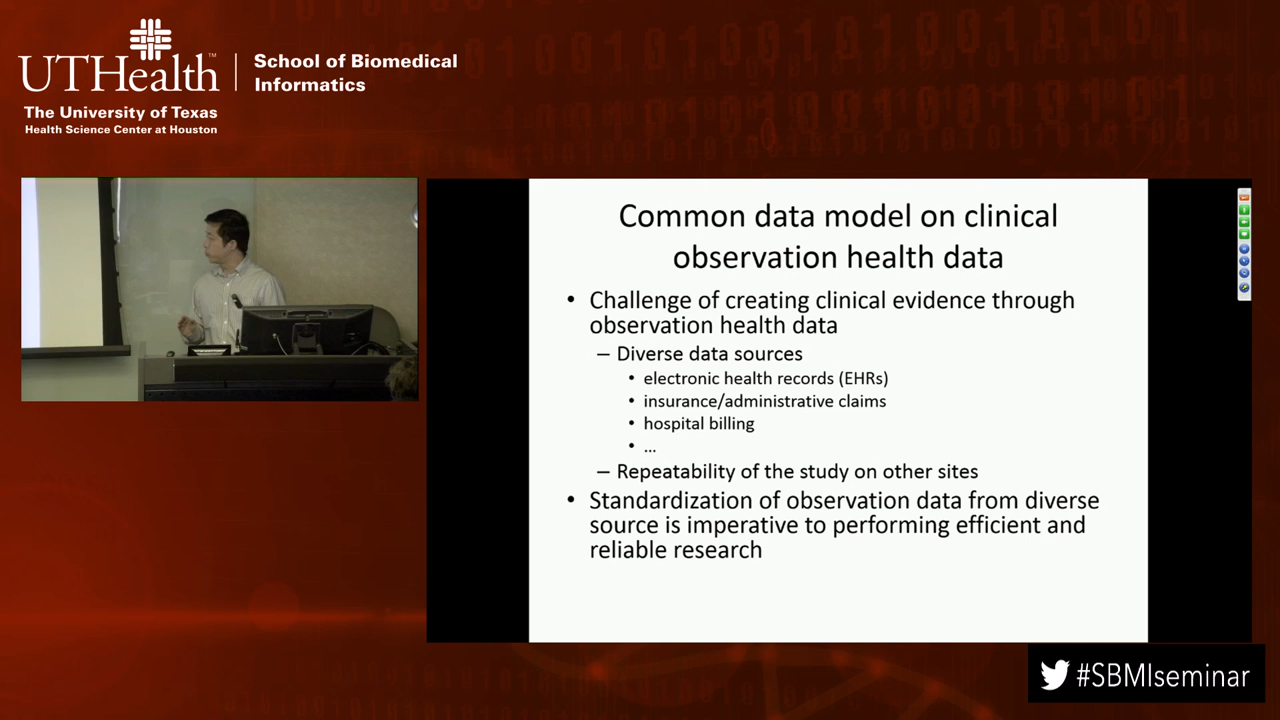 UTHealth™
The University of Texas
Health Science Center at Houston
School of Biomedical
Informatics
Common data model on clinical
observation health data
• Challenge of creating clinical evidence through
observation health data
– Diverse data sources
• electronic health records (EHRs)
• insurance/administrative claims
• hospital billing
• ...
– Repeatability of the study on other sites
• Standardization of observation data from diverse
source is imperative to performing efficient and
reliable research
#SBMIseminar